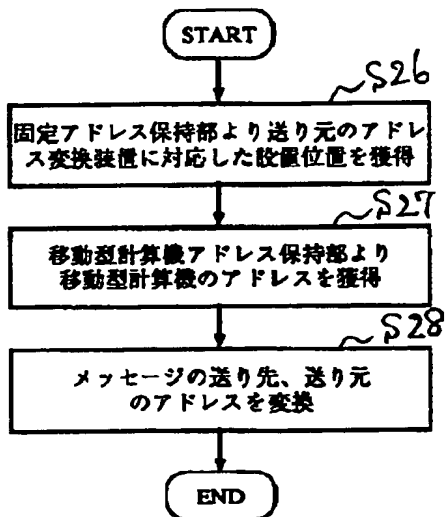 START
S26
固定アドレス保持部より送り元のアドレ
ス変換装置に対応した設置位置を獲得
S27
移動型計算機アドレス保持部より
移動型計算機のアドレスを獲得
S28
メッセージの送り先、送り元
のアドレスを変換
END